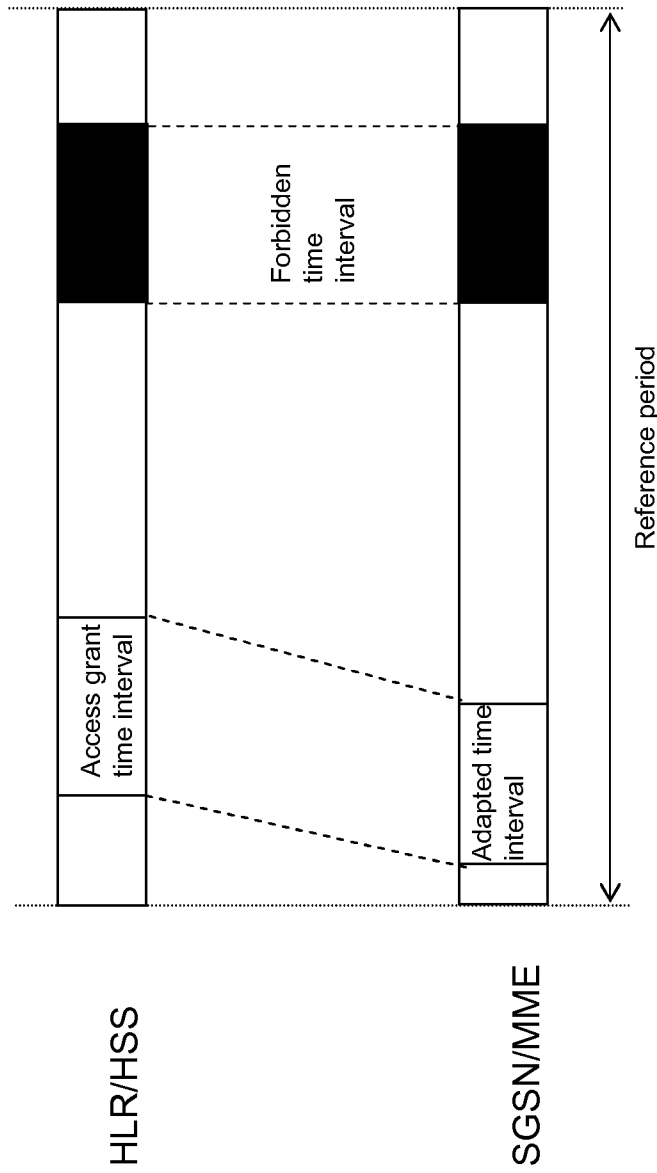 HLR/HSS
Access grant
time interval
Forbidden
time
interval
SGSN/MME
Adapted time
interval
Reference period